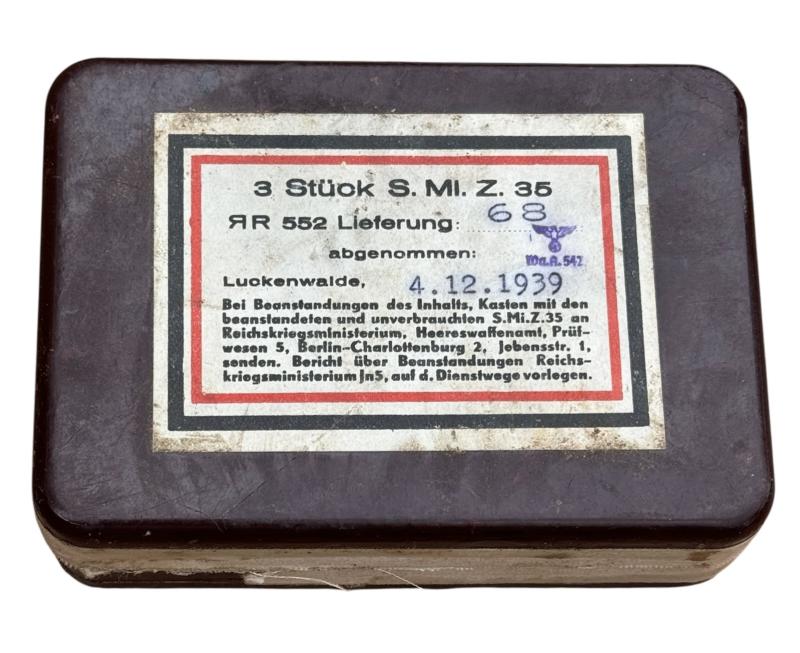 3 Stück S. Mi. Z. 35
ЯR 552 Lieferung: 68
abgenommen:
Wa.A.542
Luckenwalde, 4.12.1939
Bei Beanstandungen des Inhalts, Kasten mit den
beanstandeten und unverbrauchten S.Mi.Z.35 an
Reichskriegsministerium, Heereswaffenamt, Prüf-
wesen 5, Berlin-Charlottenburg 2, Jebensstr. 1,
senden. Bericht über Beanstandungen Reichs-
kriegsministerium Jn5, auf d. Dienstwege vorlegen.